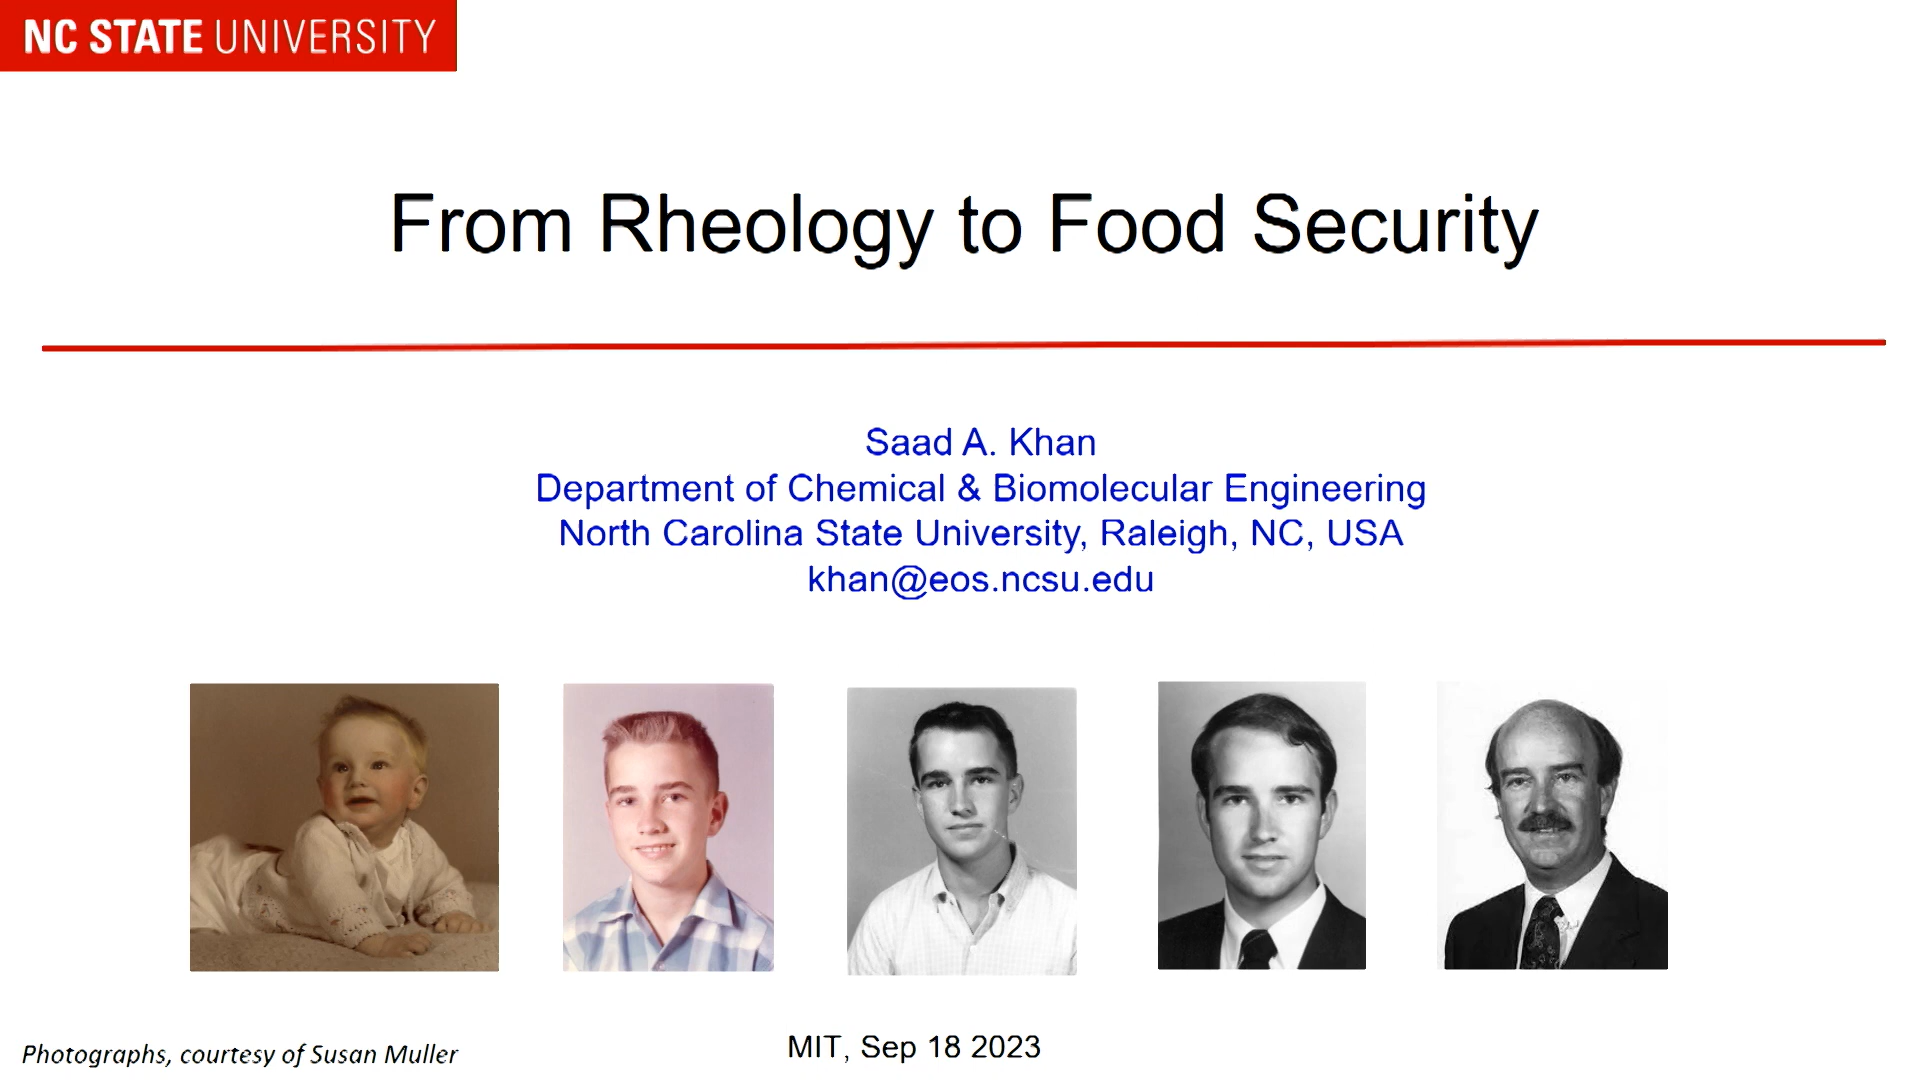 NC STATE UNIVERSITY
From Rheology to Food Security
Saad A. Khan
Department of Chemical & Biomolecular Engineering
North Carolina State University, Raleigh, NC, USA
khan@eos.ncsu.edu
Photographs, courtesy of Susan Muller
MIT, Sep 18 2023